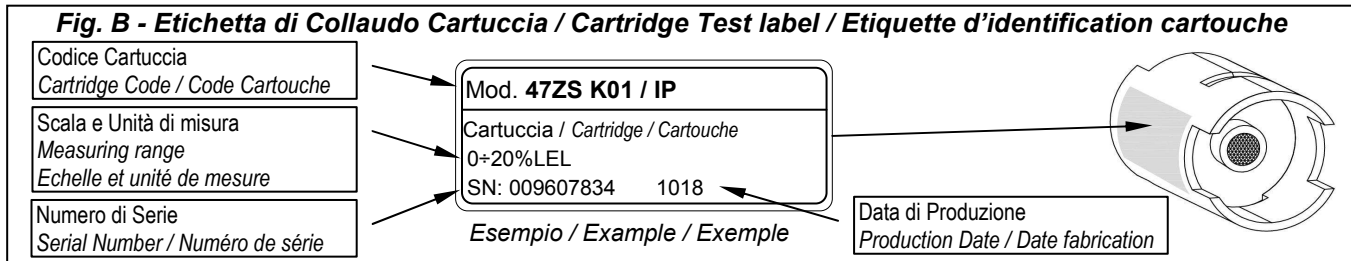 Fig. B - Etichetta di Collaudo Cartuccia / Cartridge Test label / Etiquette d’identification cartouche
Codice Cartuccia
Cartridge Code / Code Cartouche
Scala e Unità di misura
Measuring range
Echelle et unité de mesure
Numero di Serie
Serial Number / Numéro de série
Mod. 47ZS K01 / IP
Cartuccia / Cartridge / Cartouche
0÷20%LEL
SN: 009607834 1018
Esempio / Example / Exemple
Data di Produzione
Production Date / Date fabrication